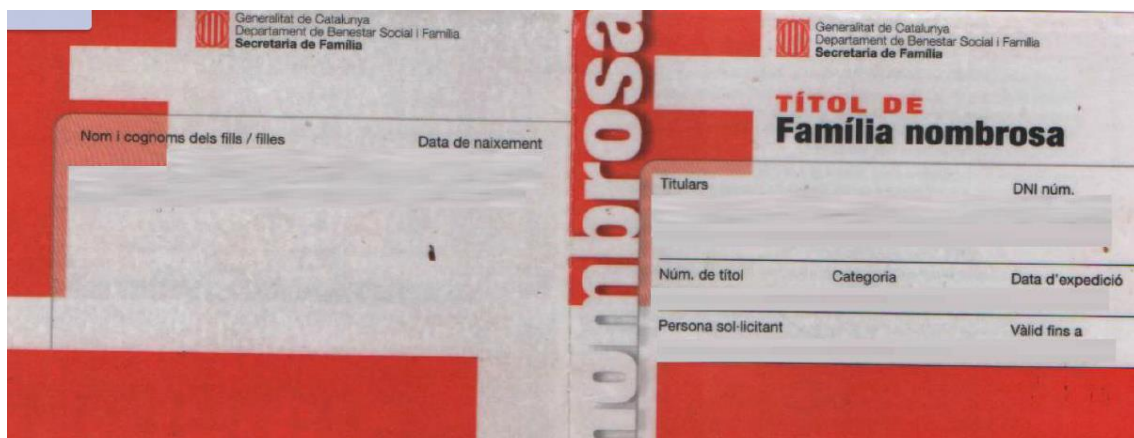 Generalitat de Catalunya
Departament de Benestar Social i Família
Secretaria de Família
Nom i cognoms dels fills / filles
Data de naixement
nombrosa
Generalitat de Catalunya
Departament de Benestar Social i Família
Secretaria de Família
TÍTOL DE
Família nombrosa
Titulars
DNI núm.
Núm. de títol
Categoria
Data d'expedició
Persona sol·licitant
Vàlid fins a